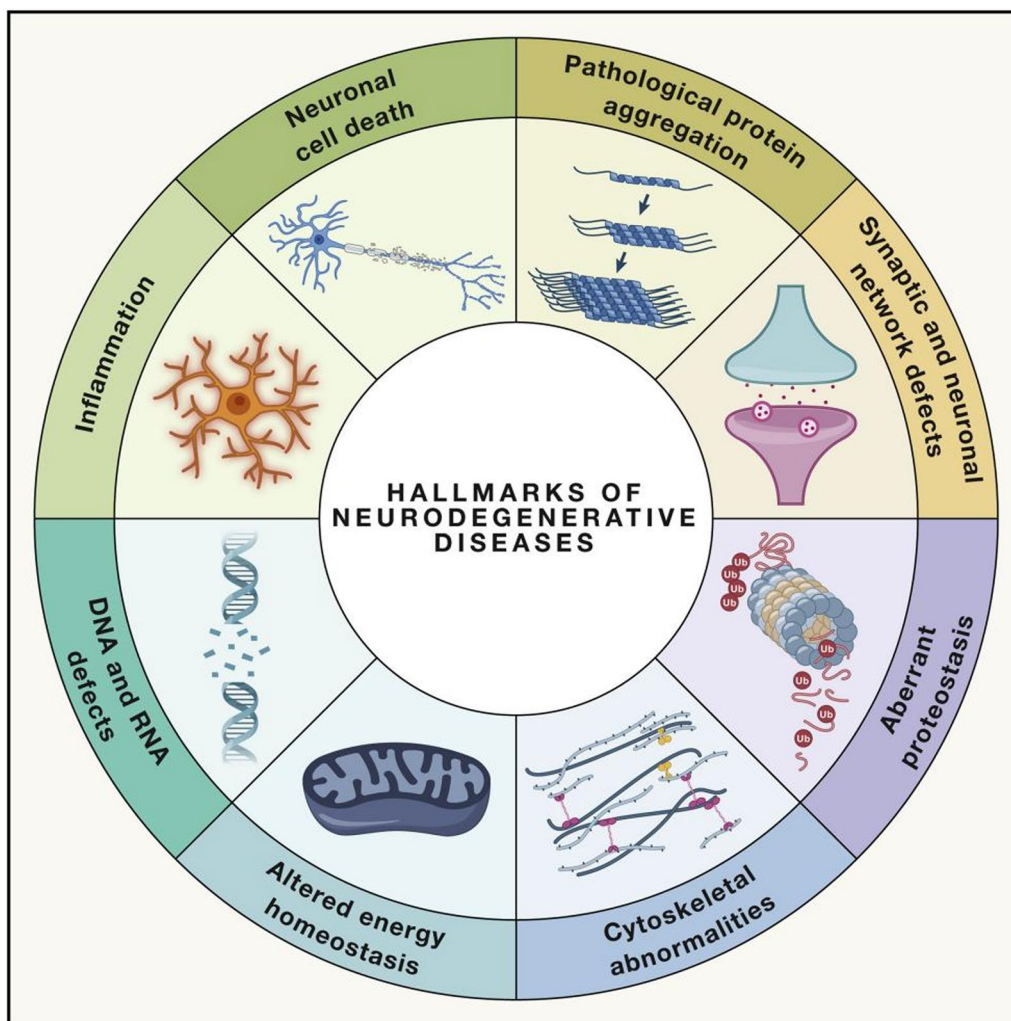 HALLMARKS OF
NEURODEGENERATIVE
DISEASES
Pathological protein
aggregation
Synaptic and neuronal
network defects
Aberrant
proteostasis
Ub
Ub
Ub
Ub
Ub
Ub
Ub
Ub
Cytoskeletal
abnormalities
Altered energy
homeostasis
DNA and RNA
defects
Inflammation
Neuronal
cell death